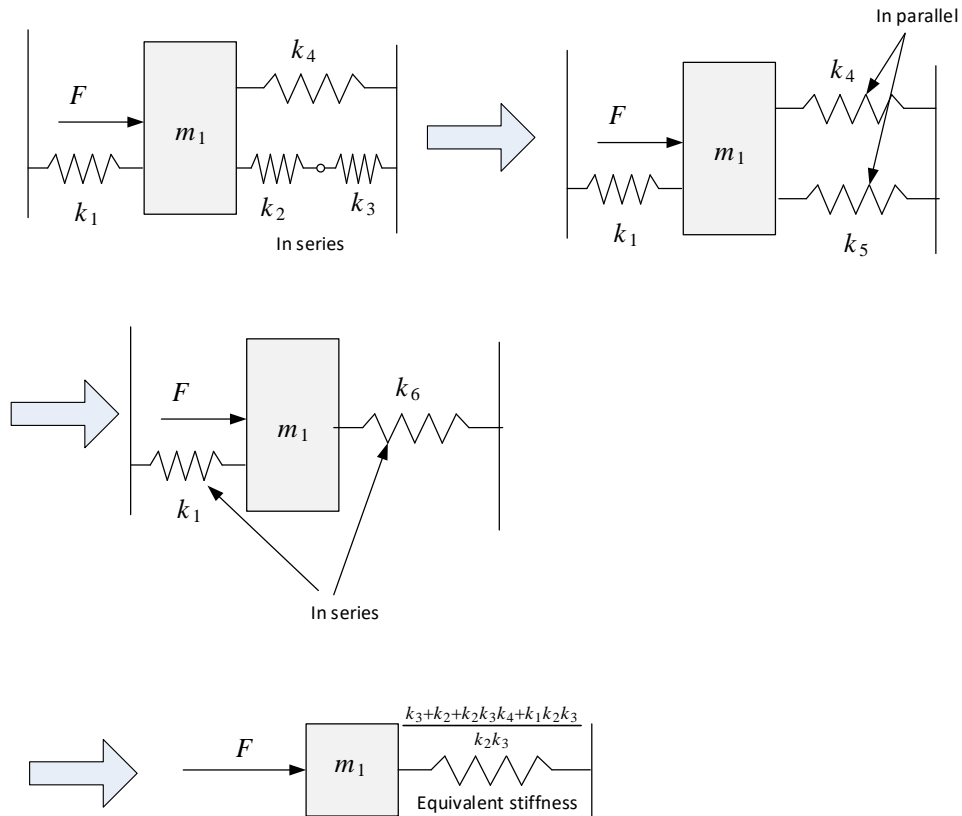 In parallel
k4
F
m1
k1
k2
k3
In series
k4
F
m1
k1
k5
k6
F
m1
k1
In series
k3+k2+k2k3k4+k1k2k3
k2k3
F
m1
Equivalent stiffness